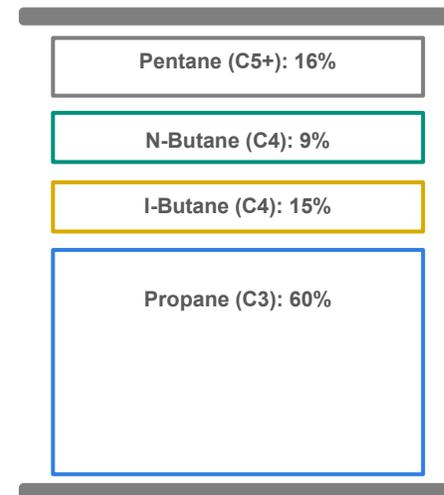 Pentane (C5+): 16%
N-Butane (C4): 9%
I-Butane (C4): 15%
Propane (C3): 60%